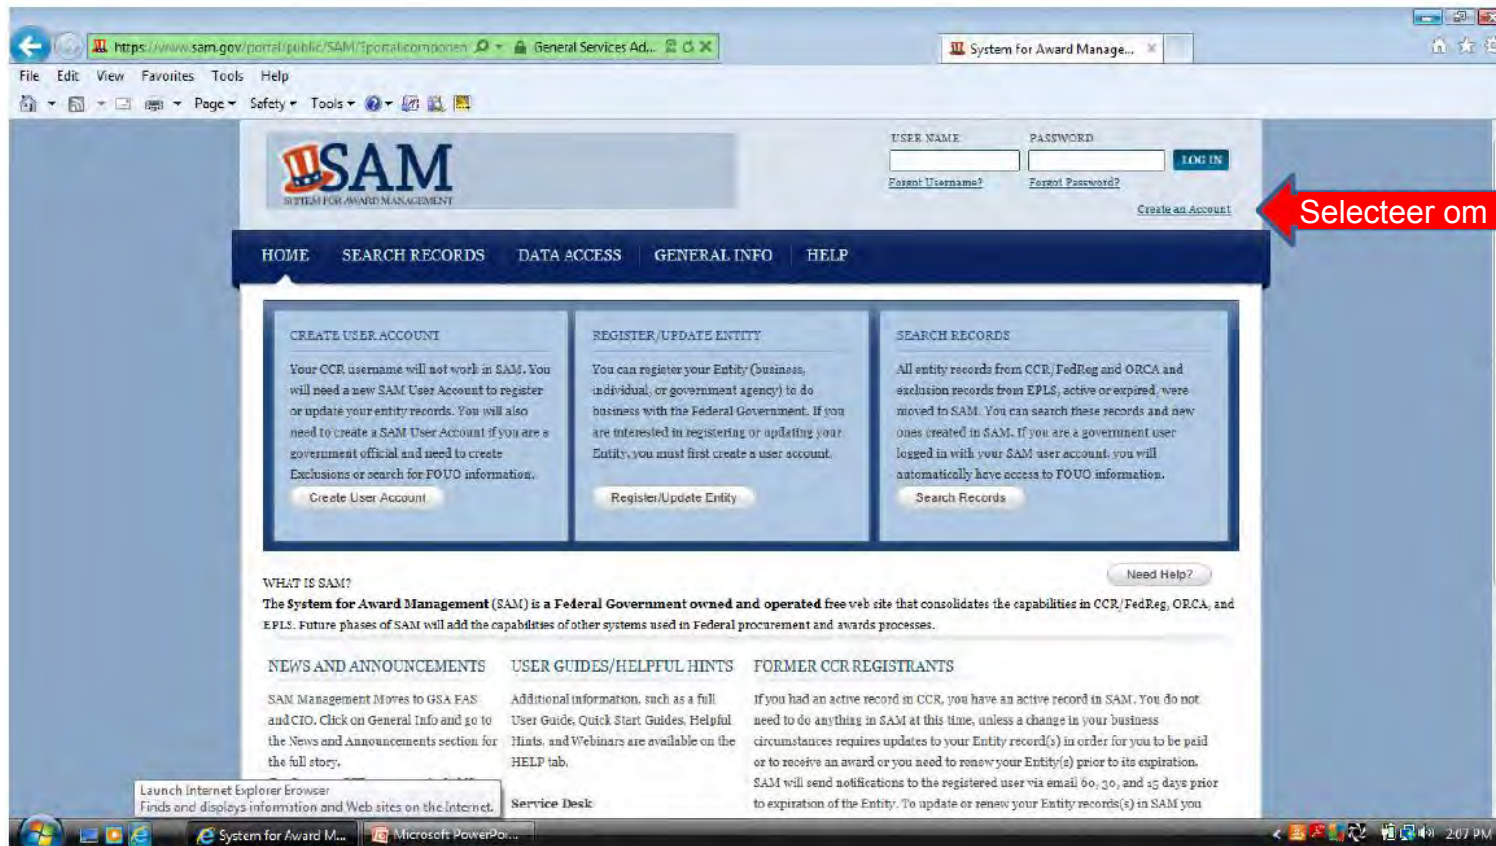 https://www.sam.gov/portal/public/SAM/?portal:componen
General Services Ad...
System for Award Manage...
File Edit View Favorites Tools Help
Page Safety Tools
SAM
SYSTEM FOR AWARD MANAGEMENT
USER NAME PASSWORD
LOG IN
Forgot Username? Forgot Password?
Create an Account
Selecteer om
HOME SEARCH RECORDS DATA ACCESS GENERAL INFO HELP
CREATE USER ACCOUNT
Your CCR username will not work in SAM. You
will need a new SAM User Account to register
or update your entity records. You will also
need to create a SAM User Account if you are a
government official and need to create
Exclusions or search for FOUO information.
Create User Account
REGISTER/UPDATE ENTITY
You can register your Entity (business,
individual, or government agency) to do
business with the Federal Government. If you
are interested in registering or updating your
Entity, you must first create a user account.
Register/Update Entity
SEARCH RECORDS
All entity records from CCR/FedReg and ORCA and
exclusion records from EPLS, active or expired, were
moved to SAM. You can search these records and new
ones created in SAM. If you are a government user
logged in with your SAM user account, you will
automatically have access to FOUO information.
Search Records
Need Help?
WHAT IS SAM?
The System for Award Management (SAM) is a Federal Government owned and operated free web site that consolidates the capabilities in CCR/FedReg, ORCA, and
EPLS. Future phases of SAM will add the capabilities of other systems used in Federal procurement and awards processes.
NEWS AND ANNOUNCEMENTS
SAM Management Moves to GSA FAS
and CIO. Click on General Info and go to
the News and Announcements section for
the full story.
USER GUIDES/HELPFUL HINTS
Additional information, such as a full
User Guide, Quick Start Guides, Helpful
Hints, and Webinars are available on the
HELP tab.
Service Desk
FORMER CCR REGISTRANTS
If you had an active record in CCR, you have an active record in SAM. You do not
need to do anything in SAM at this time, unless a change in your business
circumstances requires updates to your Entity record(s) in order for you to be paid
or to receive an award or you need to renew your Entity(s) prior to its expiration.
SAM will send notifications to the registered user via email 60, 30, and 15 days prior
to expiration of the Entity. To update or renew your Entity records(s) in SAM you
Launch Internet Explorer Browser
Finds and displays information and Web sites on the Internet.
System for Award M...
Microsoft PowerPoi...
2:07 PM